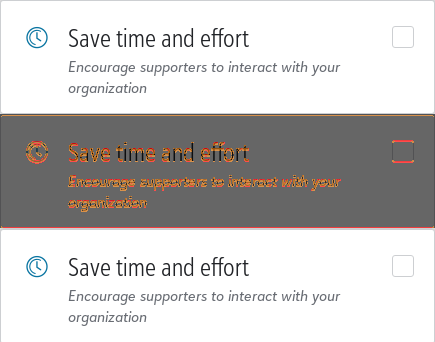 Save time and effort
Encourage supporters to interact with your
organization
Save time and effort
Encourage supporters to interact with your
organization
Save time and effort
Encourage supporters to interact with your
organization